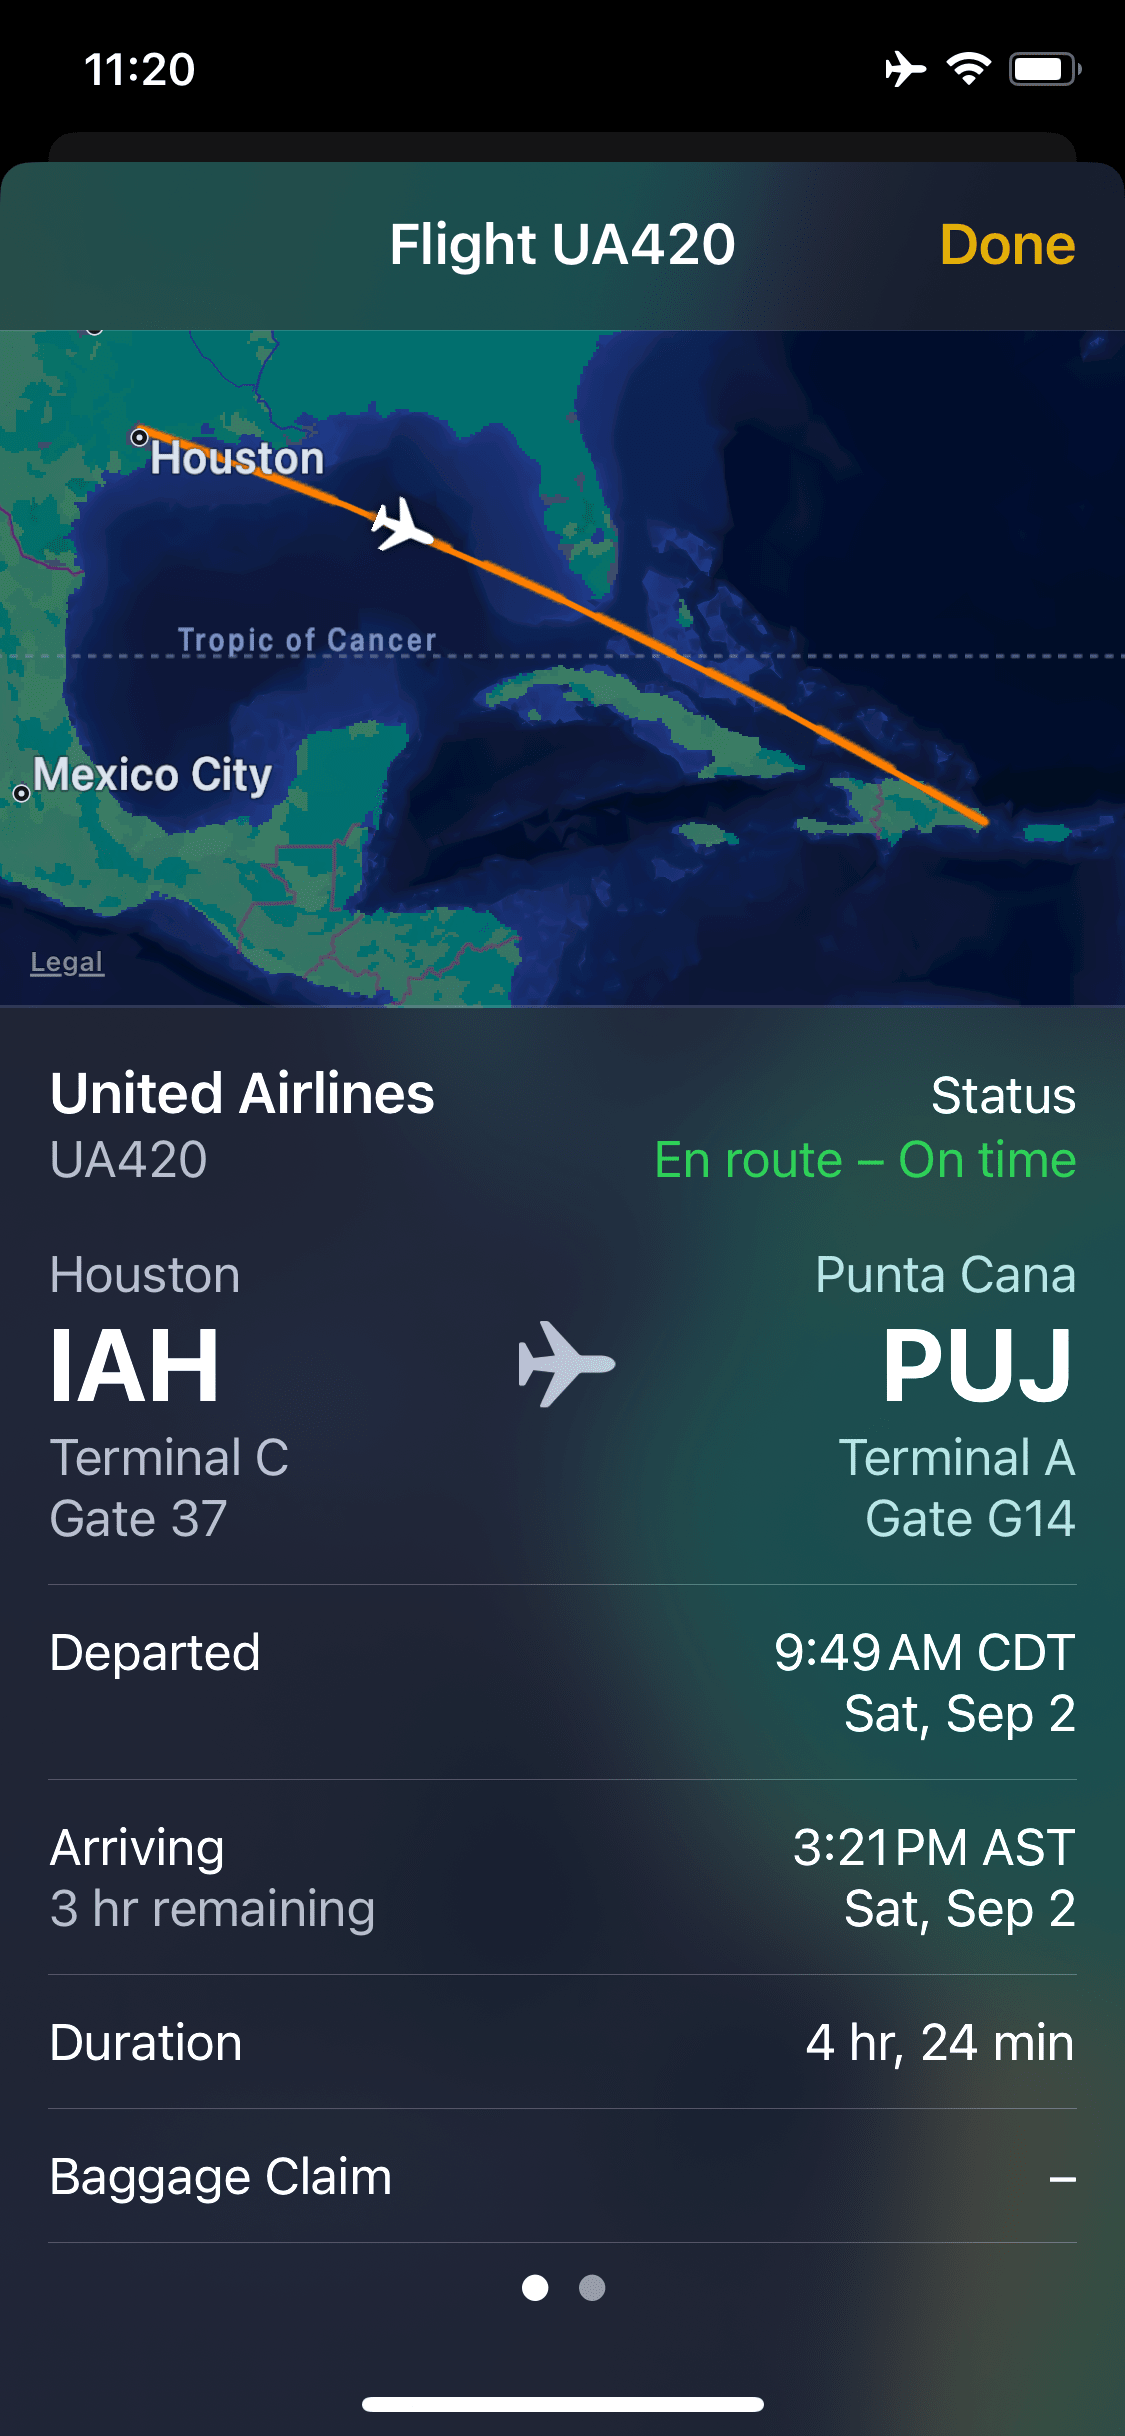 11:20
Flight UA420
Done
Houston
Tropic of Cancer
Mexico City
Legal
United Airlines
Status
UA420
En route – On time
Houston
Punta Cana
IAH
PUJ
Terminal C
Terminal A
Gate 37
Gate G14
Departed
9:49 AM CDT
Sat, Sep 2
Arriving
3:21 PM AST
3 hr remaining
Sat, Sep 2
Duration
4 hr, 24 min
Baggage Claim
–